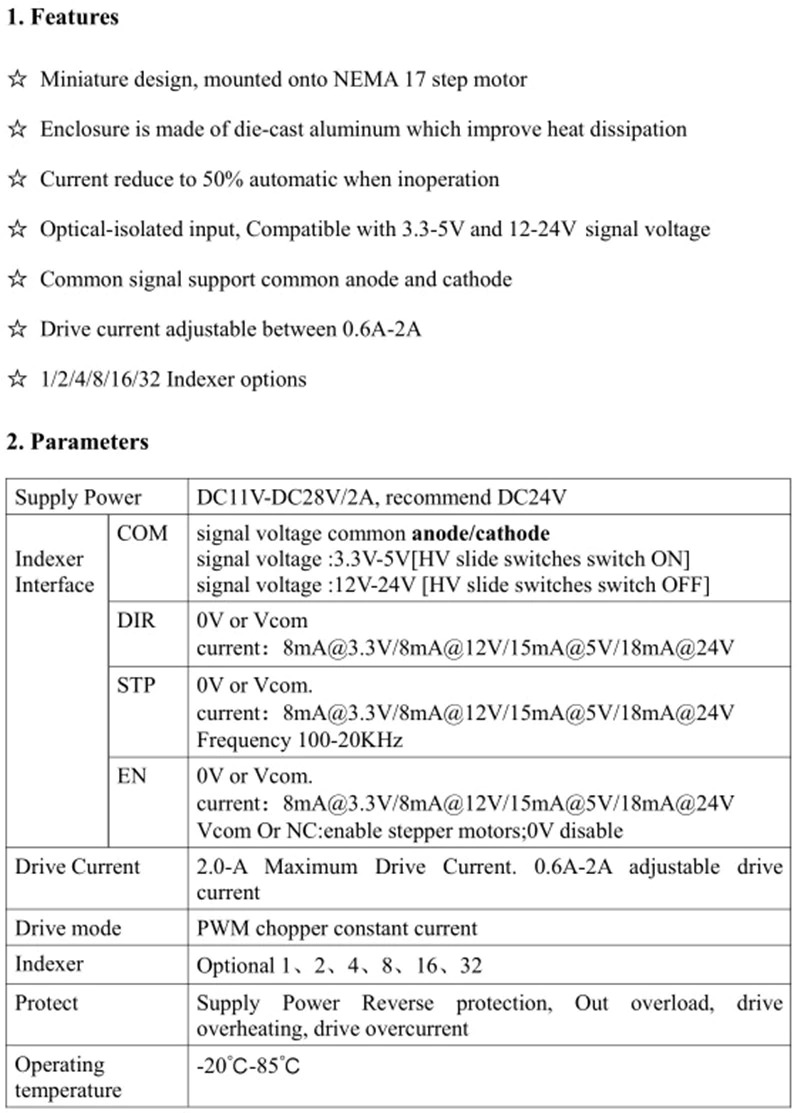 1. Features
☆ Miniature design, mounted onto NEMA 17 step motor
☆ Enclosure is made of die-cast aluminum which improve heat dissipation
☆ Current reduce to 50% automatic when inoperation
☆ Optical-isolated input, Compatible with 3.3-5V and 12-24V signal voltage
☆ Common signal support common anode and cathode
☆ Drive current adjustable between 0.6A-2A
☆ 1/2/4/8/16/32 Indexer options
2. Parameters
Supply Power
DC11V-DC28V/2A, recommend DC24V
Indexer
Interface
COM
signal voltage common anode/cathode
signal voltage :3.3V-5V[HV slide switches switch ON]
signal voltage :12V-24V [HV slide switches switch OFF]
DIR
0V or Vcom
current：8mA@3.3V/8mA@12V/15mA@5V/18mA@24V
STP
0V or Vcom.
current：8mA@3.3V/8mA@12V/15mA@5V/18mA@24V
Frequency 100-20KHz
EN
0V or Vcom.
current：8mA@3.3V/8mA@12V/15mA@5V/18mA@24V
Vcom Or NC:enable stepper motors;0V disable
Drive Current
2.0-A Maximum Drive Current. 0.6A-2A adjustable drive
current
Drive mode
PWM chopper constant current
Indexer
Optional 1、2、4、8、16、32
Protect
Supply Power Reverse protection, Out overload, drive
overheating, drive overcurrent
Operating
temperature
-20℃-85℃